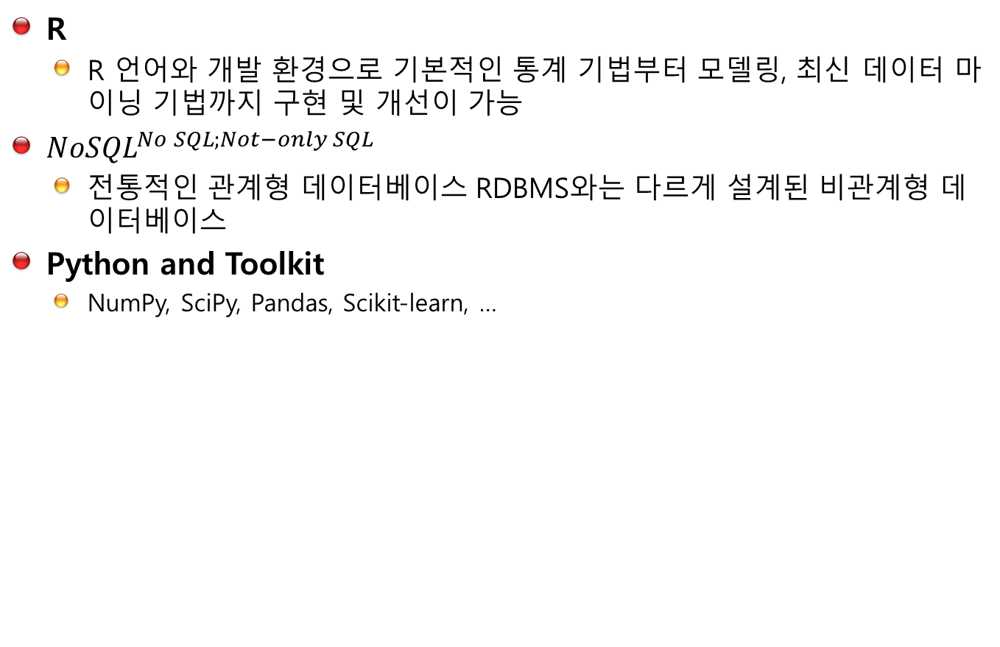 R
R 언어와 개발 환경으로 기본적인 통계 기법부터 모델링, 최신 데이터 마
이닝 기법까지 구현 및 개선이 가능
NoSQL^No SQL;Not−only SQL
전통적인 관계형 데이터베이스 RDBMS와는 다르게 설계된 비관계형 데
이터베이스
Python and Toolkit
NumPy, SciPy, Pandas, Scikit-learn, ...